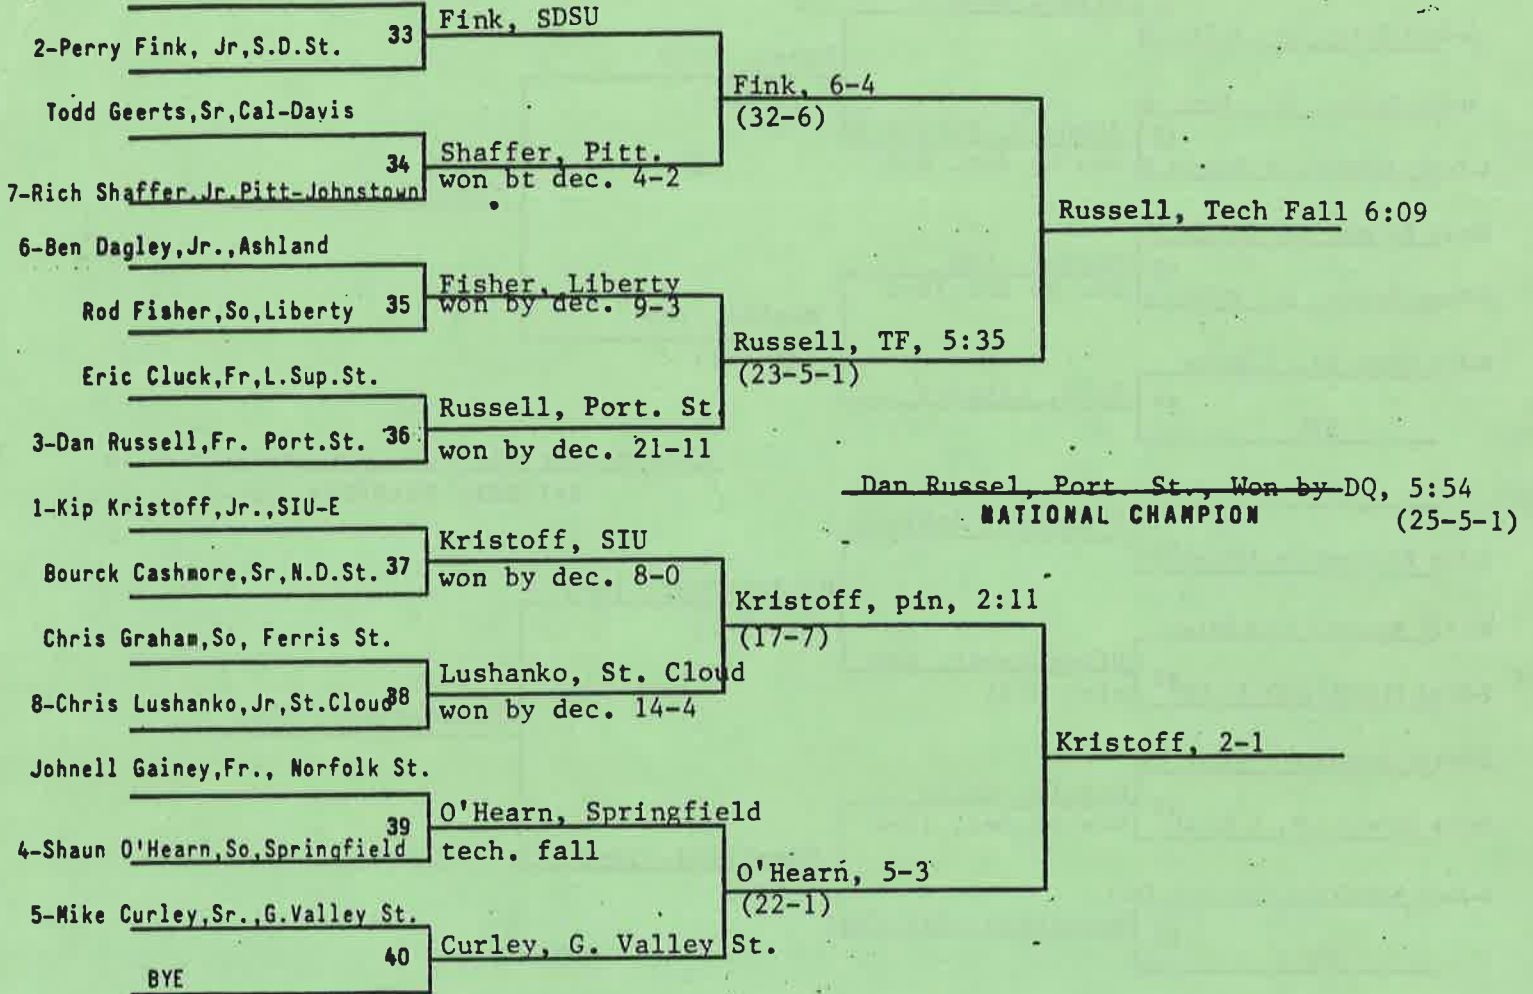 2-Perry Fink, Jr,S.D.St.
33
Fink, SDSU
Todd Geerts,Sr,Cal-Davis
7-Rich Shaffer,Jr,Pitt-Johnstown
34
Shaffer, Pitt.
won bt dec. 4-2
Fink, 6-4
(32-6)
6-Ben Dagley,Jr.,Ashland
Rod Fisher,So,Liberty
35
Fisher, Liberty
won by dec. 9-3
Eric Cluck,Fr,L.Sup.St.
3-Dan Russell,Fr. Port.St.
36
Russell, Port. St
won by dec. 21-11
Russell, TF, 5:35
(23-5-1)
Russell, Tech Fall 6:09
1-Kip Kristoff,Jr.,SIU-E
Bourck Cashmore,Sr,N.D.St.
37
Kristoff, SIU
won by dec. 8-0
Chris Graham,So, Ferris St.
8-Chris Lushanko,Jr,St.Cloud
38
Lushanko, St. Cloud
won by dec. 14-4
Kristoff, pin, 2:11
(17-7)
Johnell Gainey,Fr., Norfolk St.
4-Shaun O'Hearn,So,Springfield
39
O'Hearn, Springfield
tech. fall
5-Mike Curley,Sr.,G.Valley St.
BYE
40
Curley, G. Valley St.
O'Hearn, 5-3
(22-1)
Kristoff, 2-1
Dan Russel, Port. St., Won by DQ, 5:54
NATIONAL CHAMPION
(25-5-1)